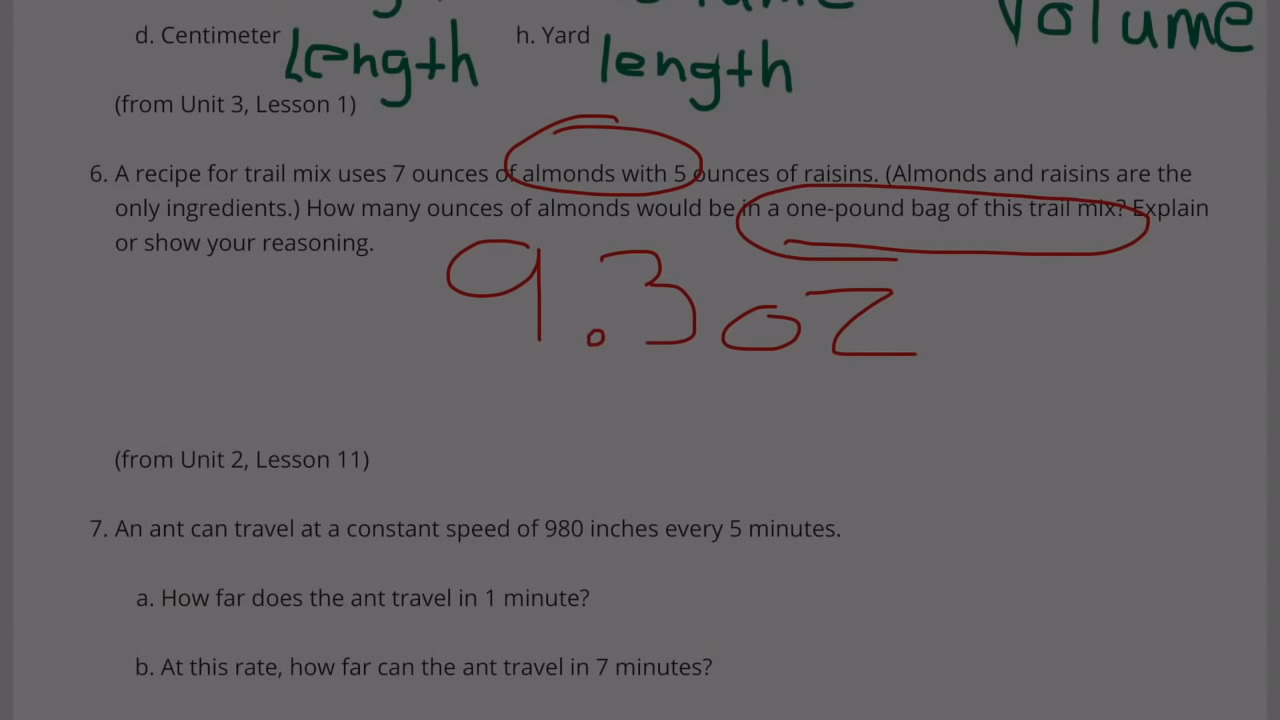 Volume
d. Centimeter length h. Yard length
(from Unit 3, Lesson 1)
6. A recipe for trail mix uses 7 ounces of almonds with 5 ounces of raisins. (Almonds and raisins are the
only ingredients.) How many ounces of almonds would be in a one-pound bag of this trail mix? Explain
or show your reasoning.
9.3 oz
(from Unit 2, Lesson 11)
7. An ant can travel at a constant speed of 980 inches every 5 minutes.
a. How far does the ant travel in 1 minute?
b. At this rate, how far can the ant travel in 7 minutes?